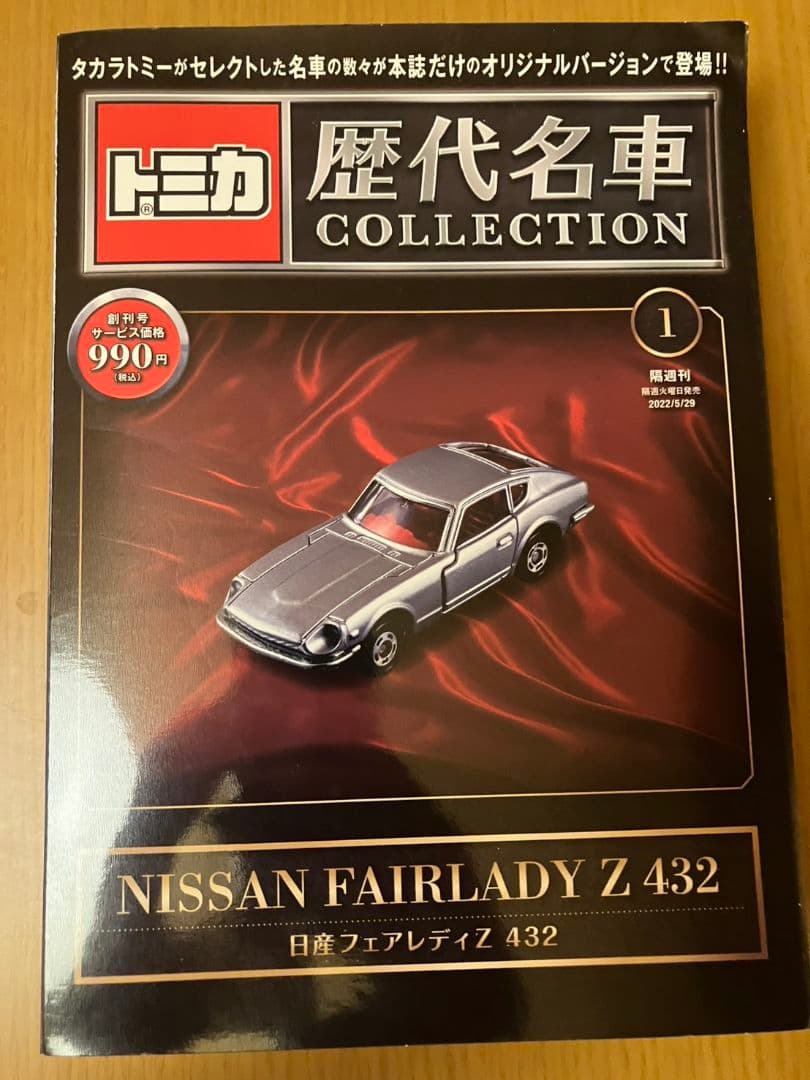 タカラトミーがセレクトした名車の数々が本誌だけのオリジナルバージョンで登場!!
トミカ®
歴代名車
COLLECTION
創刊号
サービス価格
990円
(税込)
1
隔週刊
隔週火曜日発売
2022/5/29
NISSAN FAIRLADY Z 432
日産フェアレディZ 432